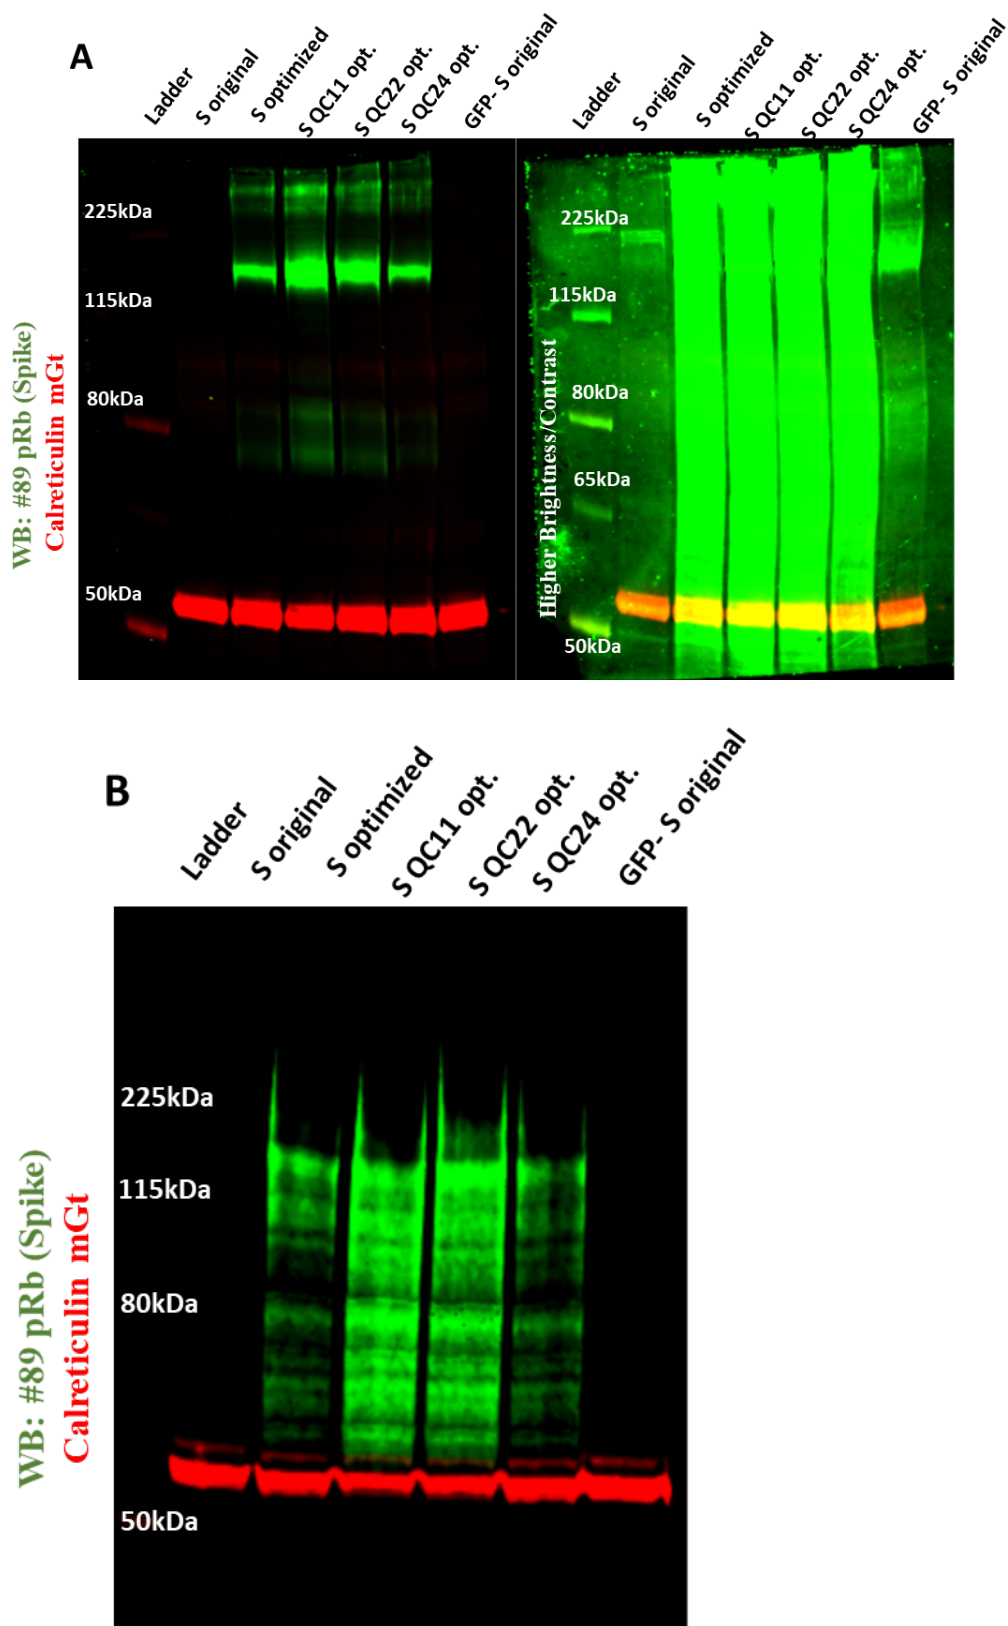 A
Ladder
S original
S optimized
S QC11 opt.
S QC22 opt.
S QC24 opt.
GFP- S original
Ladder
S original
S optimized
S QC11 opt.
S QC22 opt.
S QC24 opt.
GFP- S original
WB: #89 pRb (Spike)
Calreticulin mGt
225kDa
115kDa
80kDa
50kDa
Higher Brightness/Contrast
225kDa
115kDa
80kDa
65kDa
50kDa
B
Ladder
S original
S optimized
S QC11 opt.
S QC22 opt.
S QC24 opt.
GFP- S original
WB: #89 pRb (Spike)
Calreticulin mGt
225kDa
115kDa
80kDa
50kDa